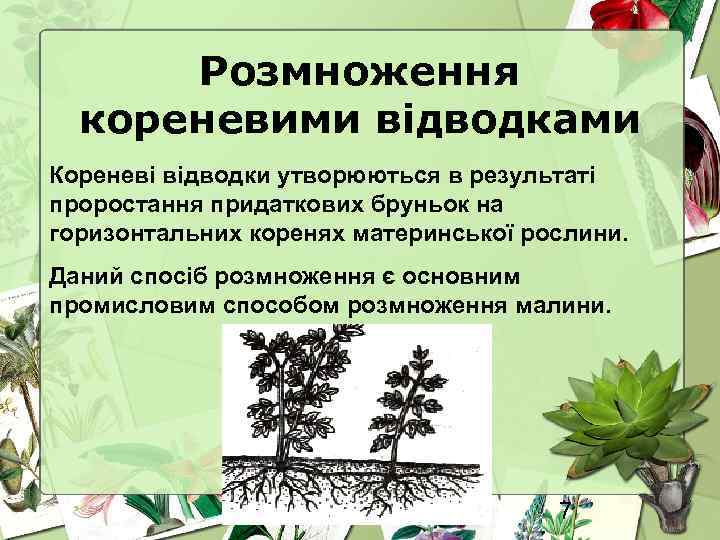 Розмноження
кореневими відводками
Кореневі відводки утворюються в результаті
проростання придаткових бруньок на
горизонтальних коренях материнської рослини.
Даний спосіб розмноження є основним
промисловим способом розмноження малини.
7